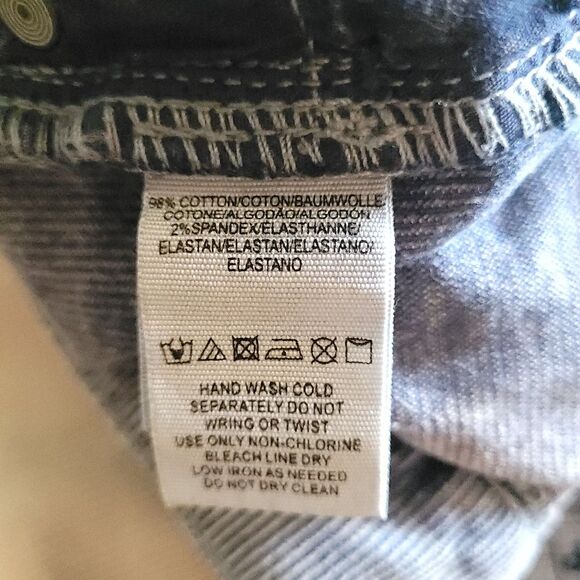 98% COTTON/COTON/BAUMWOLLE
COTONE/ALGODÃO/ALGODÓN
2%SPANDEX/ELASTHANNE/
ELASTAN/ELASTAN/ELASTANO/
ELASTANO
HAND WASH COLD
SEPARATELY DO NOT
WRING OR TWIST
USE ONLY NON-CHLORINE
BLEACH LINE DRY
LOW IRON AS NEEDED
DO NOT DRY CLEAN